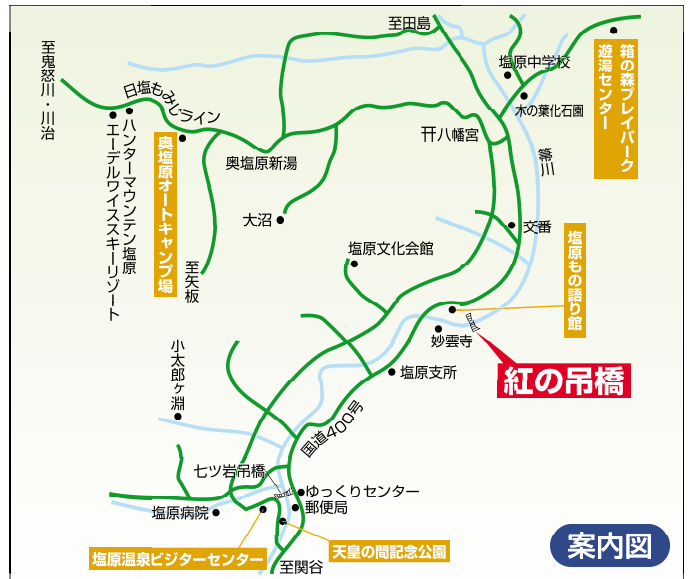 至田島
至鬼怒川・川治
塩原中学校
箱の森プレイパーク
遊湯センター
日塩もみじライン
木の葉化石園
八幡宮
箒川
ハンターマウンテン塩原
エーデルワイススキーリゾート
奥塩原オートキャンプ場
奥塩原新湯
大沼
交番
塩原文化会館
塩原もの語り館
至矢板
妙雲寺
小太郎ヶ淵
塩原支所
紅の吊橋
国道400号
七ツ岩吊橋
ゆっくりセンター
郵便局
塩原病院
塩原温泉ビジターセンター
天皇の間記念公園
至関谷
案内図